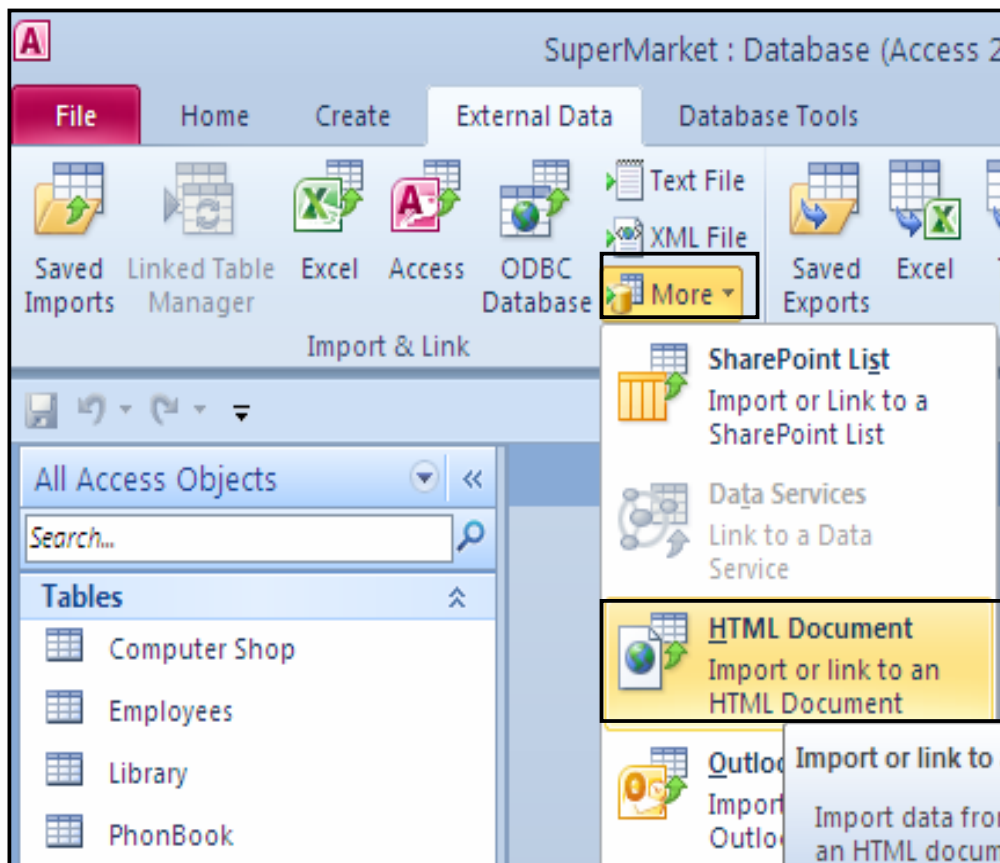 SuperMarket : Database (Access 2
File Home Create External Data Database Tools
Saved Imports
Linked Table Manager
Excel
Access
ODBC Database
Text File
XML File
More
Import & Link
Saved Exports
Excel
SharePoint List
Import or Link to a
SharePoint List
Data Services
Link to a Data
Service
HTML Document
Import or link to an
HTML Document
Import
Import or link to
Import data
an HTML
All Access Objects
Search...
Tables
Computer Shop
Employees
Library
PhonBook